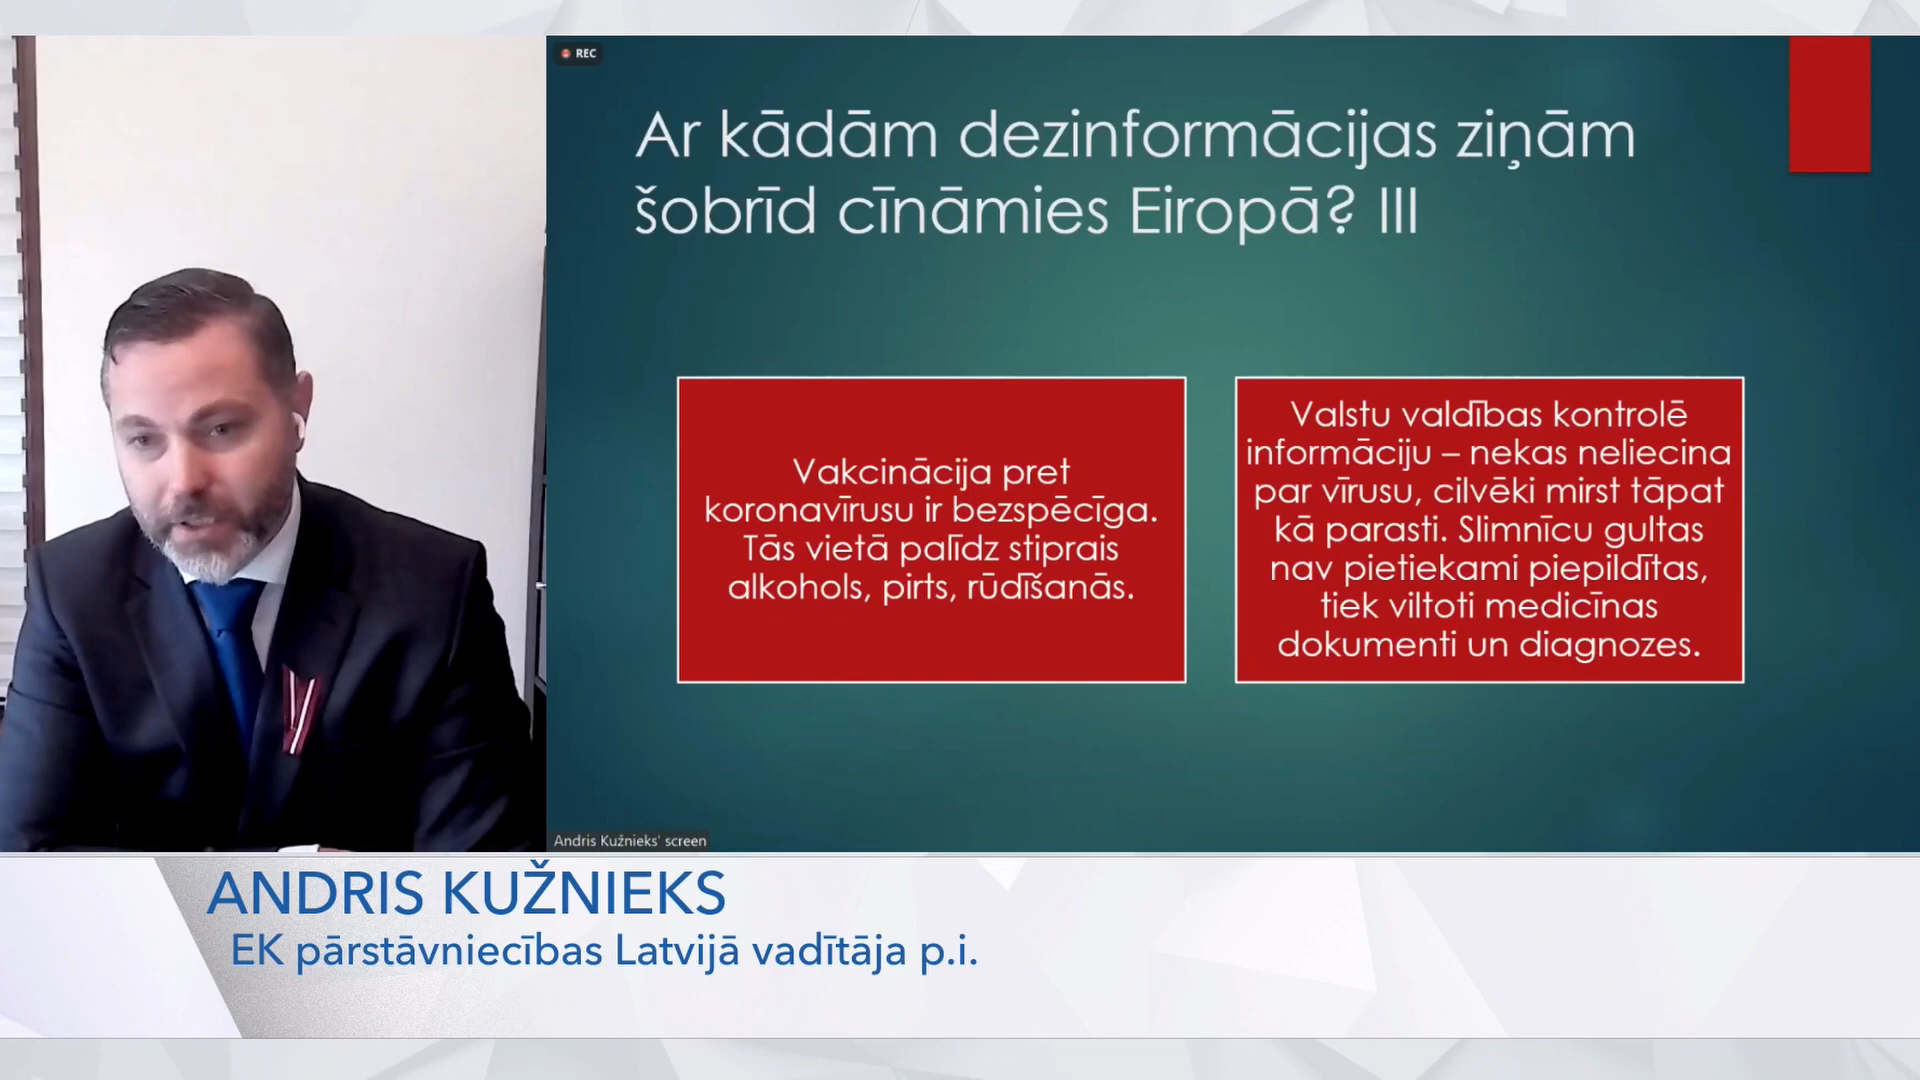 REC
Ar kādām dezinformācijas ziņām
šobrīd cīnāmies Eiropā? III
Vakcinācija pret
koronavīrusu ir bezspēcīga.
Tās vietā palīdz stiprais
alkohols, pirts, rūdīšanās.
Valstu valdības kontrolē
informāciju – nekas neliecina
par vīrusu, cilvēki mirst tāpat
kā parasti. Slimnīcu gultas
nav pietiekami piepildītas,
tiek viltoti medicīnas
dokumenti un diagnozes.
Andris Kužnieks' screen
ANDRIS KUŽNIEKS
EK pārstāvniecības Latvijā vadītāja p.i.